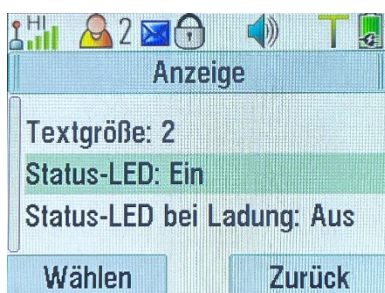 HI 2 T
Anzeige
Textgröße: 2
Status-LED: Ein
Status-LED bei Ladung: Aus
Wählen Zurück